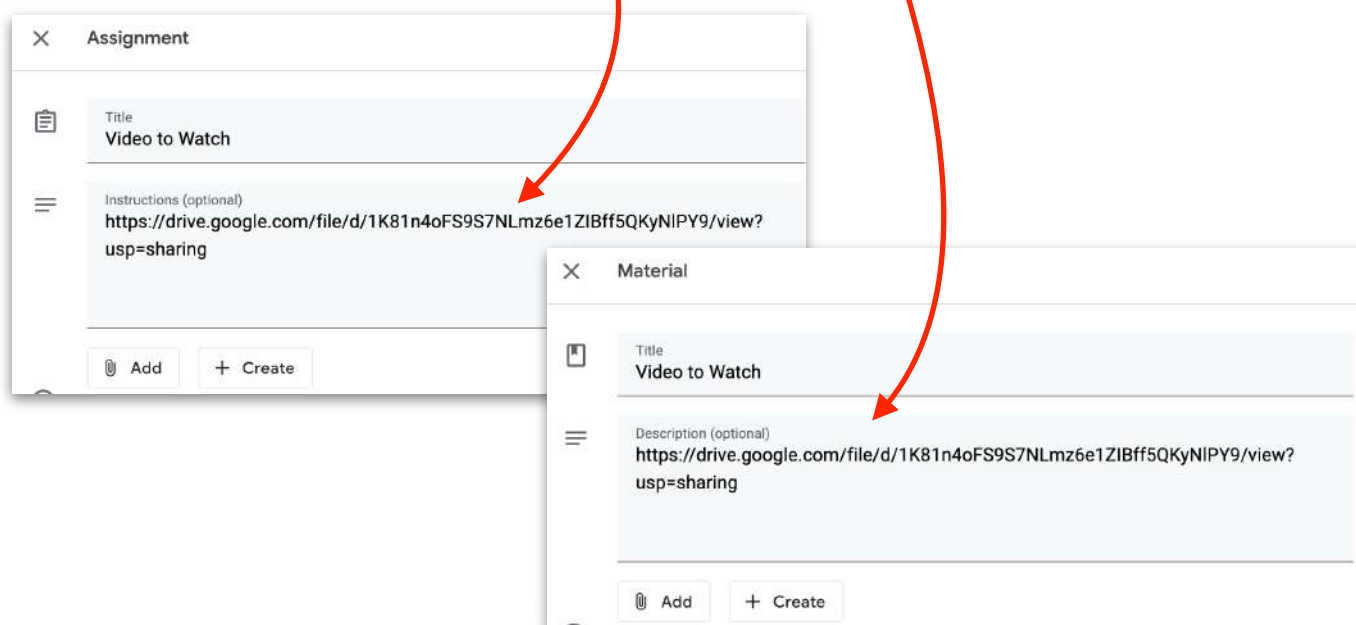 Assignment
Title
Video to Watch
Instructions (optional)
https://drive.google.com/file/d/1K81n4oFS9S7NLmz6e1ZIBff5QKyNlPY9/view?
usp=sharing
Add
+ Create
Material
Title
Video to Watch
Description (optional)
https://drive.google.com/file/d/1K81n4oFS9S7NLmz6e1ZIBff5QKyNlPY9/view?
usp=sharing
Add
+ Create